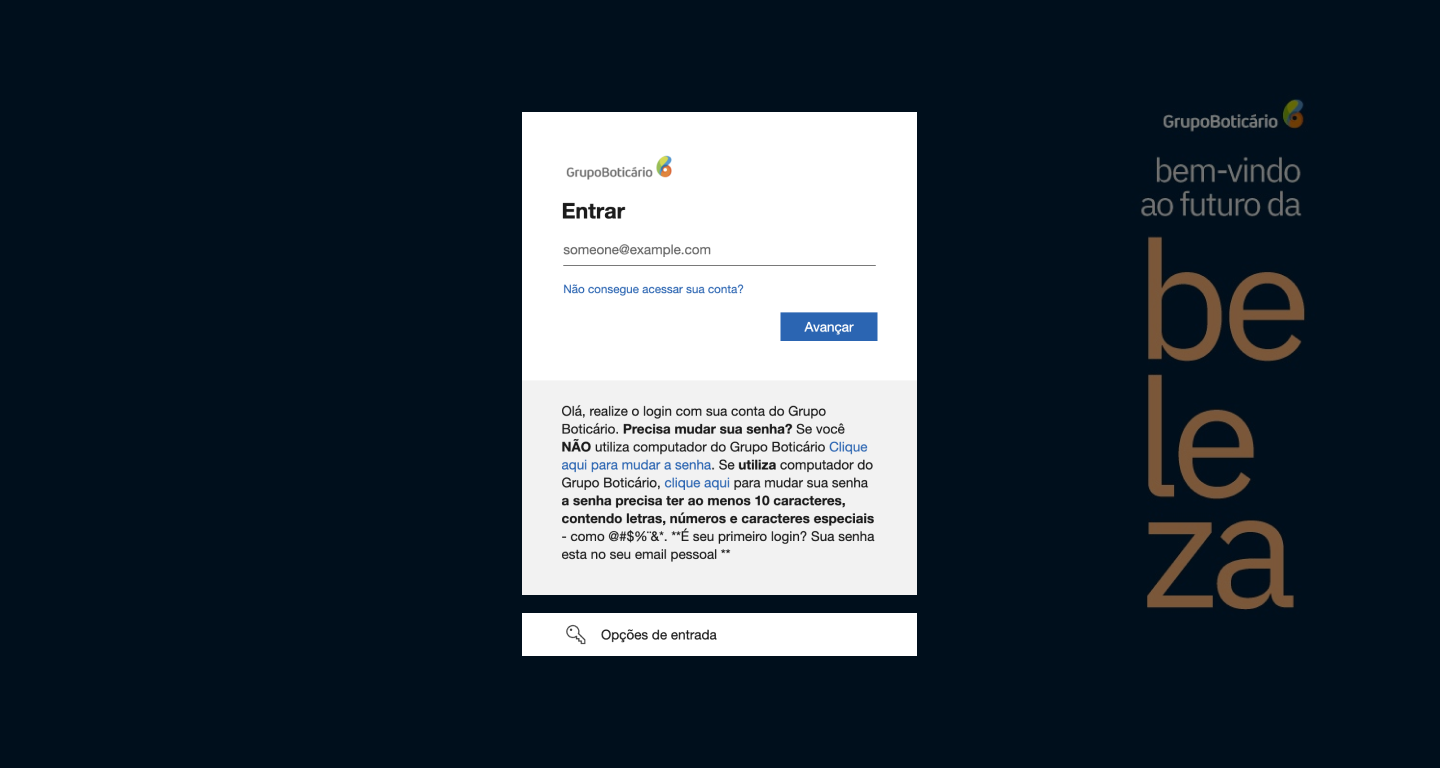 GrupoBoticário
Entrar
someone@example.com
Não consegue acessar sua conta?
Avançar
Olá, realize o login com sua conta do Grupo
Boticário. Precisa mudar sua senha? Se você
NÃO utiliza computador do Grupo Boticário Clique
aqui para mudar a senha. Se utiliza computador do
Grupo Boticário, clique aqui para mudar sua senha
a senha precisa ter ao menos 10 caracteres,
contendo letras, números e caracteres especiais
- como @#$%¨&*. **É seu primeiro login? Sua senha
esta no seu email pessoal **
Opções de entrada
GrupoBoticário
bem-vindo
ao futuro da
be
le
za